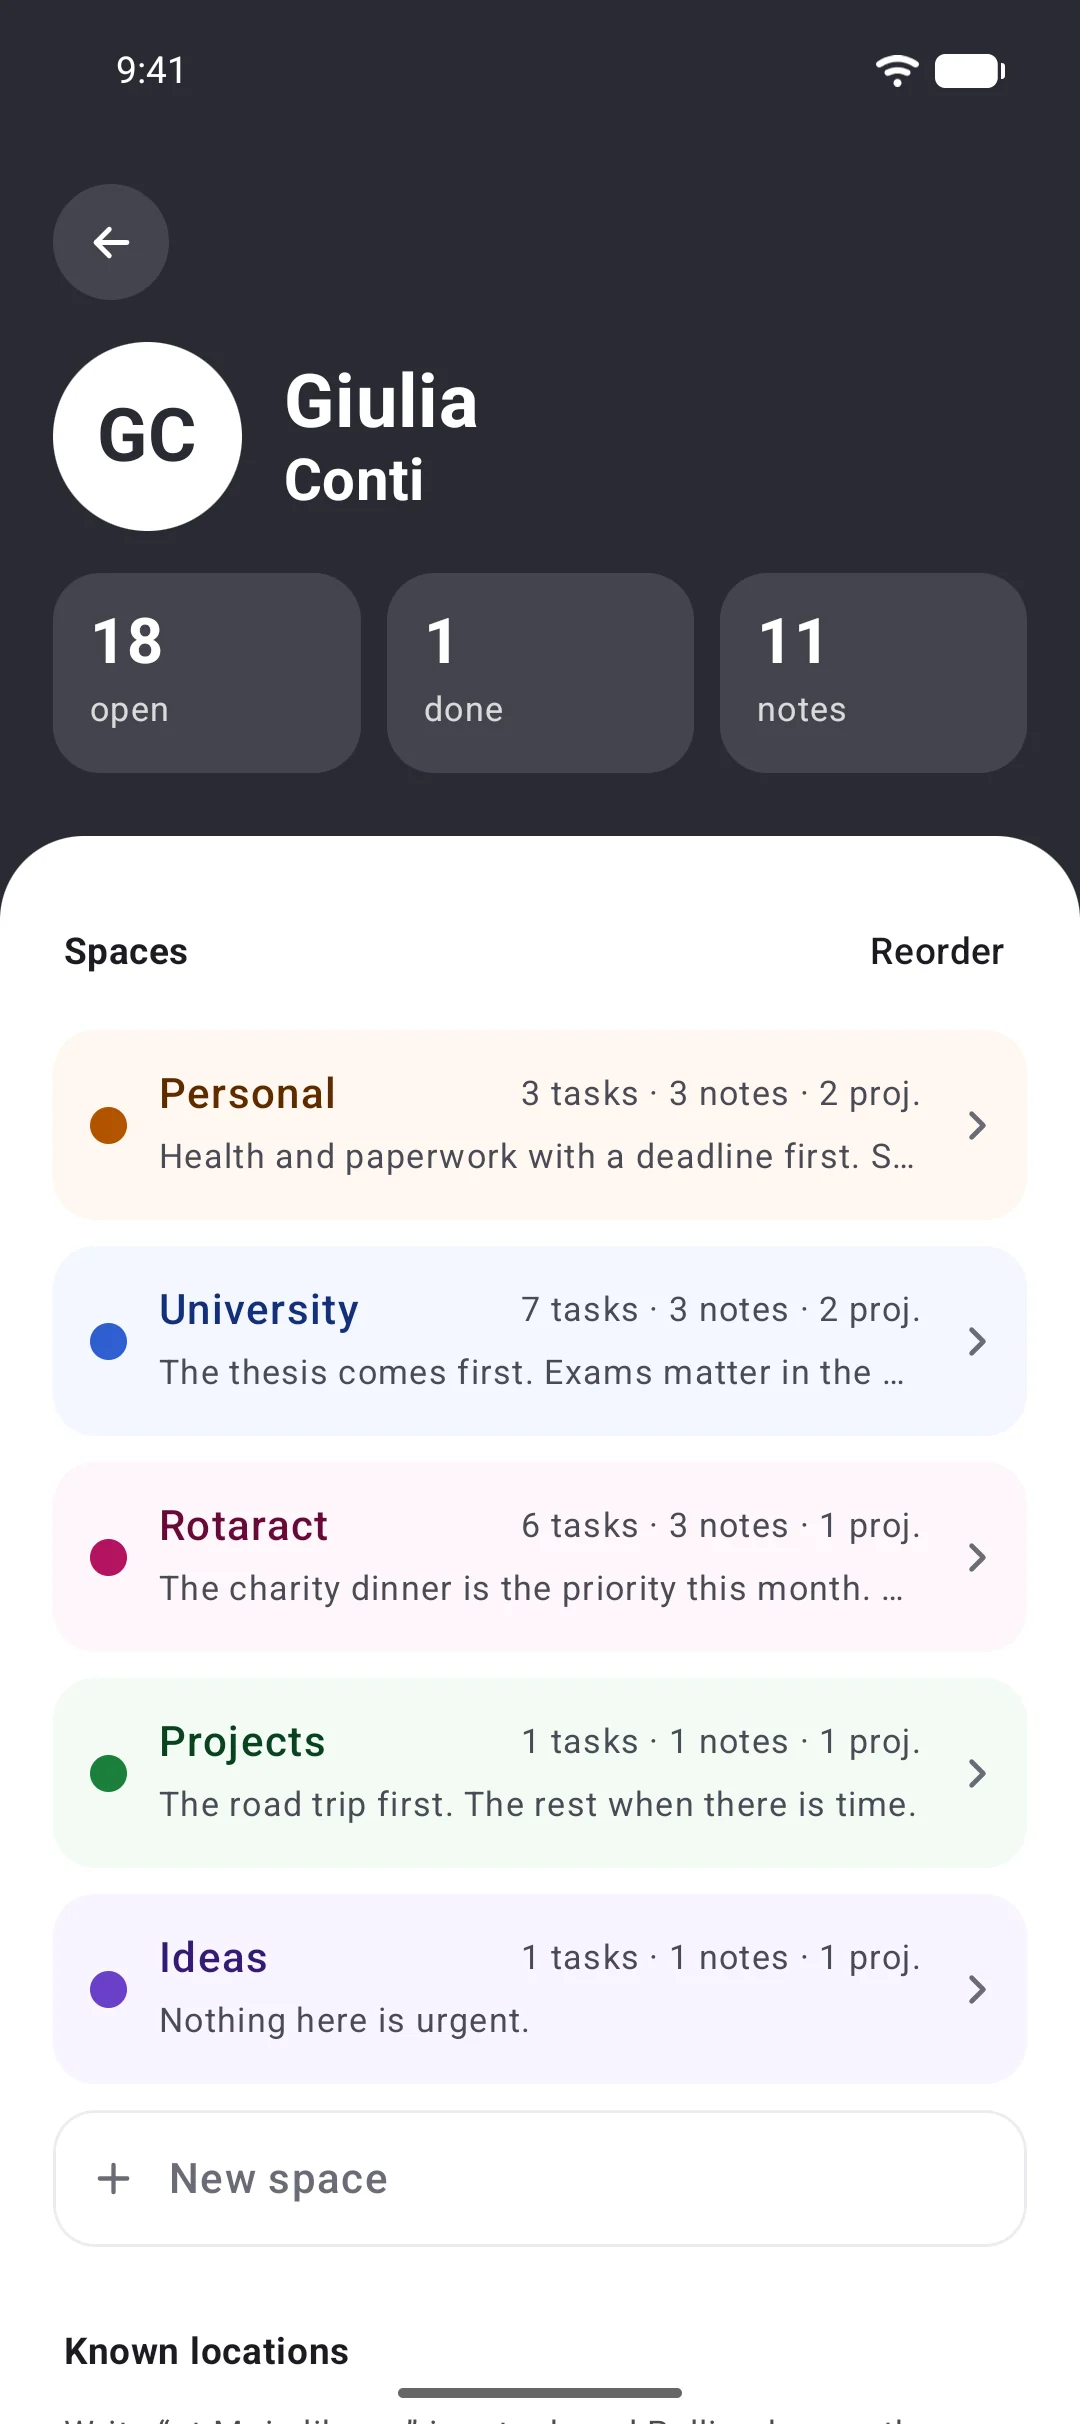 9:41
GC
Giulia
Conti
18
open
1
done
11
notes
Spaces
Reorder
Personal
3 tasks · 3 notes · 2 proj.
Health and paperwork with a deadline first. S…
University
7 tasks · 3 notes · 2 proj.
The thesis comes first. Exams matter in the …
Rotaract
6 tasks · 3 notes · 1 proj.
The charity dinner is the priority this month. …
Projects
1 tasks · 1 notes · 1 proj.
The road trip first. The rest when there is time.
Ideas
1 tasks · 1 notes · 1 proj.
Nothing here is urgent.
New space
Known locations